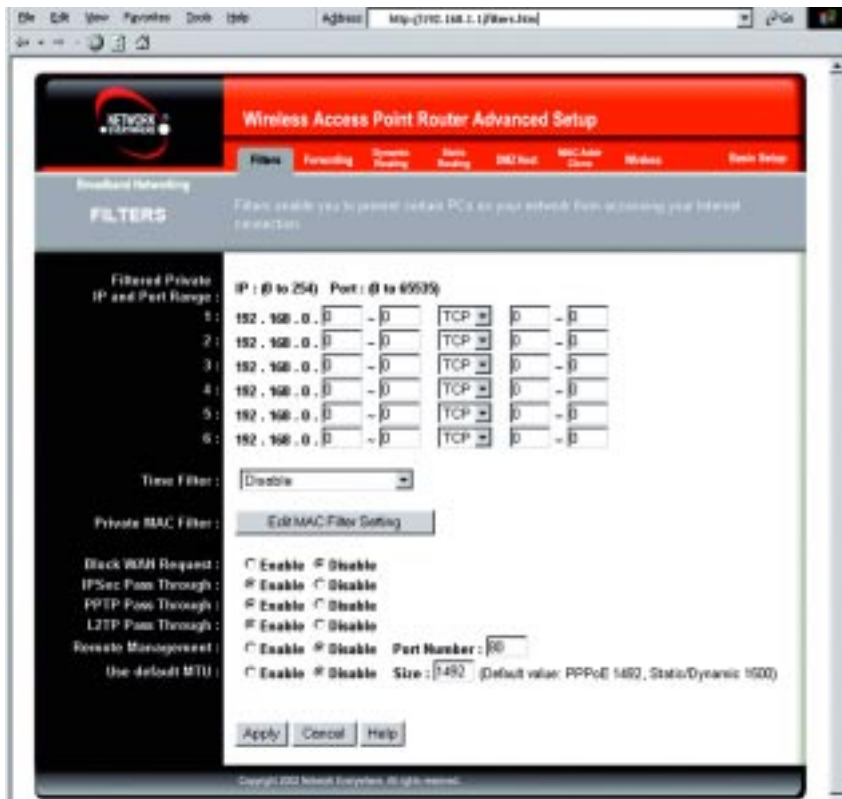 File Edit View Favorites Tools Help Address
NETWORK EVERYWHERE
Wireless Access Point Router Advanced Setup
Filters Forwarding Dynamic Routing Static Routing DMZ Host MAC Addr Clone Wireless Basic Setup
Broadband Networking
FILTERS
Filters enable you to prevent certain PCs on your network from accessing your Internet connection.
Filtered Private IP and Port Range : IP : (0 to 254) Port : (0 to 65535)
1 : 192 . 168 . 0 . 0 ~ 0 TCP 0 ~ 0
2 : 192 . 168 . 0 . 0 ~ 0 TCP 0 ~ 0
3 : 192 . 168 . 0 . 0 ~ 0 TCP 0 ~ 0
4 : 192 . 168 . 0 . 0 ~ 0 TCP 0 ~ 0
5 : 192 . 168 . 0 . 0 ~ 0 TCP 0 ~ 0
6 : 192 . 168 . 0 . 0 ~ 0 TCP 0 ~ 0
Time Filter : Disable
Private MAC Filter : Edit MAC Filter Setting
Block WAN Request : Enable Disable
IPSec Pass Through : Enable Disable
PPTP Pass Through : Enable Disable
L2TP Pass Through : Enable Disable
Remote Management : Enable Disable Port Number : 80
Use default MTU : Enable Disable Size : 1492 (Default value: PPPoE 1492, Static/Dynamic 1500)
Apply Cancel Help
Copyright 2002 Network Everywhere. All rights reserved.